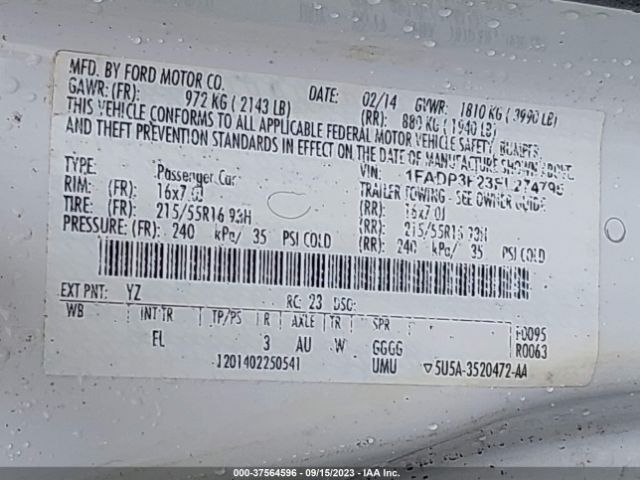 MFD. BY FORD MOTOR CO. DATE: 02/14 GVWR: 1810 KG ( 3990 LB)
GAWR: (FR): 972 KG ( 2143 LB) (RR): 880 KG ( 1940 LB)
THIS VEHICLE CONFORMS TO ALL APPLICABLE FEDERAL MOTOR VEHICLE SAFETY, BUMPER,
AND THEFT PREVENTION STANDARDS IN EFFECT ON THE DATE OF MANUFACTURE SHOWN ABOVE.
VIN: 1FADP3F23FL274795
TYPE: Passenger Car TRAILER TOWING - SEE OWNER GUIDE
RIM: (FR): 16x7.0J (RR): 16x7.0J
TIRE: (FR): 215/55R16 93H (RR): 215/55R16 93H
PRESSURE: (FR): 240 kPa/ 35 PSI COLD (RR): 240 kPa/ 35 PSI COLD
EXT PNT: YZ RC: 23 DSO:
WB INT TR TP/PS R AXLE TR SPR F0095
FL 3 AU W GGGG R0063
1201402250541 UMU ▽5U5A-3520472-AA
000-37564596 - 09/15/2023 - IAA Inc.